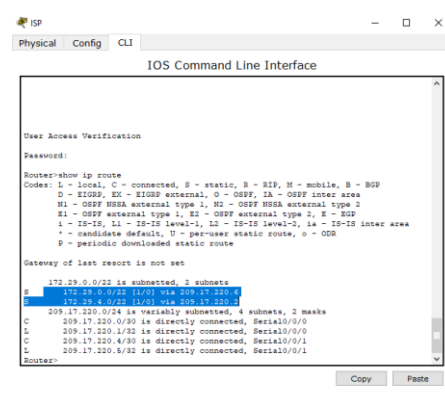 ISP
Physical Config CLI
IOS Command Line Interface
User Access Verification
Password:
Router>show ip route
Codes: L - local, C - connected, S - static, R - RIP, M - mobile, B - BGP
D - EIGRP, EX - EIGRP external, O - OSPF, IA - OSPF inter area
N1 - OSPF NSSA external type 1, N2 - OSPF NSSA external type 2
E1 - OSPF external type 1, E2 - OSPF external type 2, E - EGP
i - IS-IS, L1 - IS-IS level-1, L2 - IS-IS level-2, ia - IS-IS inter area
* - candidate default, U - per-user static route, o - ODR
P - periodic downloaded static route
Gateway of last resort is not set
172.29.0.0/22 is subnetted, 2 subnets
S 172.29.0.0/22 [1/0] via 209.17.220.6
S 172.29.4.0/22 [1/0] via 209.17.220.2
209.17.220.0/24 is variably subnetted, 4 subnets, 2 masks
C 209.17.220.0/30 is directly connected, Serial0/0/0
L 209.17.220.1/32 is directly connected, Serial0/0/0
C 209.17.220.4/30 is directly connected, Serial0/0/1
L 209.17.220.5/32 is directly connected, Serial0/0/1
Router>
Copy Paste